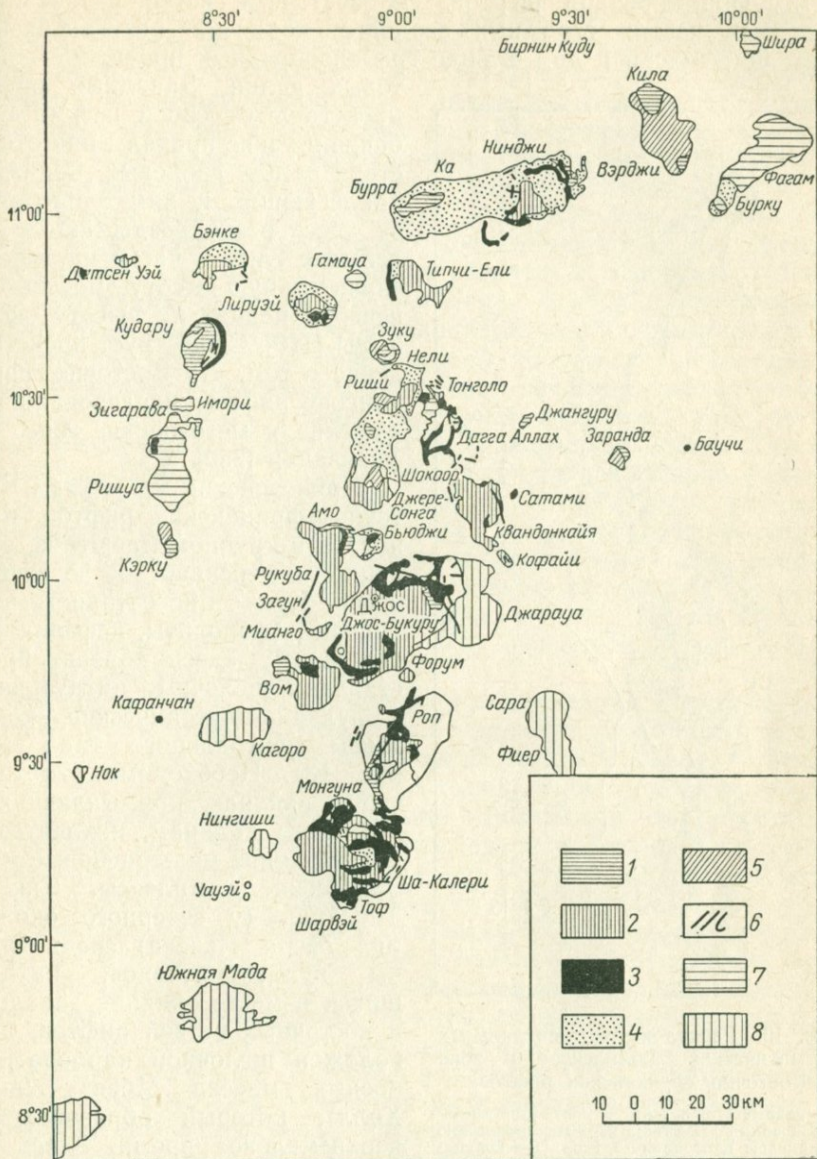 8°30'
9°00'
9°30'
10°00'
Бирнин Куду
Шира
Кила
Нинджи
Ка
Вэрджи
Фагам
Бурра
Бурку
11°00'
Бэнке
Гамауа
Типчи-Ели
Дэтсен Уэй
Лируэй
Кудару
Зуку
Нели
Риши
Тонголо
10°30'
Имори
Зигарава
Джангуру
Дагга Аллах
Заранда
Баучи
Шокоор
Ришуа
Джере-
Сонга
Сатами
Амо
Бьюджи
Квандонкайя
Кэрку
Кофайи
10°00'
Рукуба
Джос
Загун
Джос-Букуру
Джарауа
Мианго
Форум
Вом
Кафанчан
Роп
Сара
Кагоро
Фиер
9°30'
Нок
Монгуна
Нингиши
Ша-Калери
Уауэй
Тоф
Шарвэй
9°00'
Южная Мада
8°30'
1
5
2
6
3
7
4
8
10 0 10 20 30 км